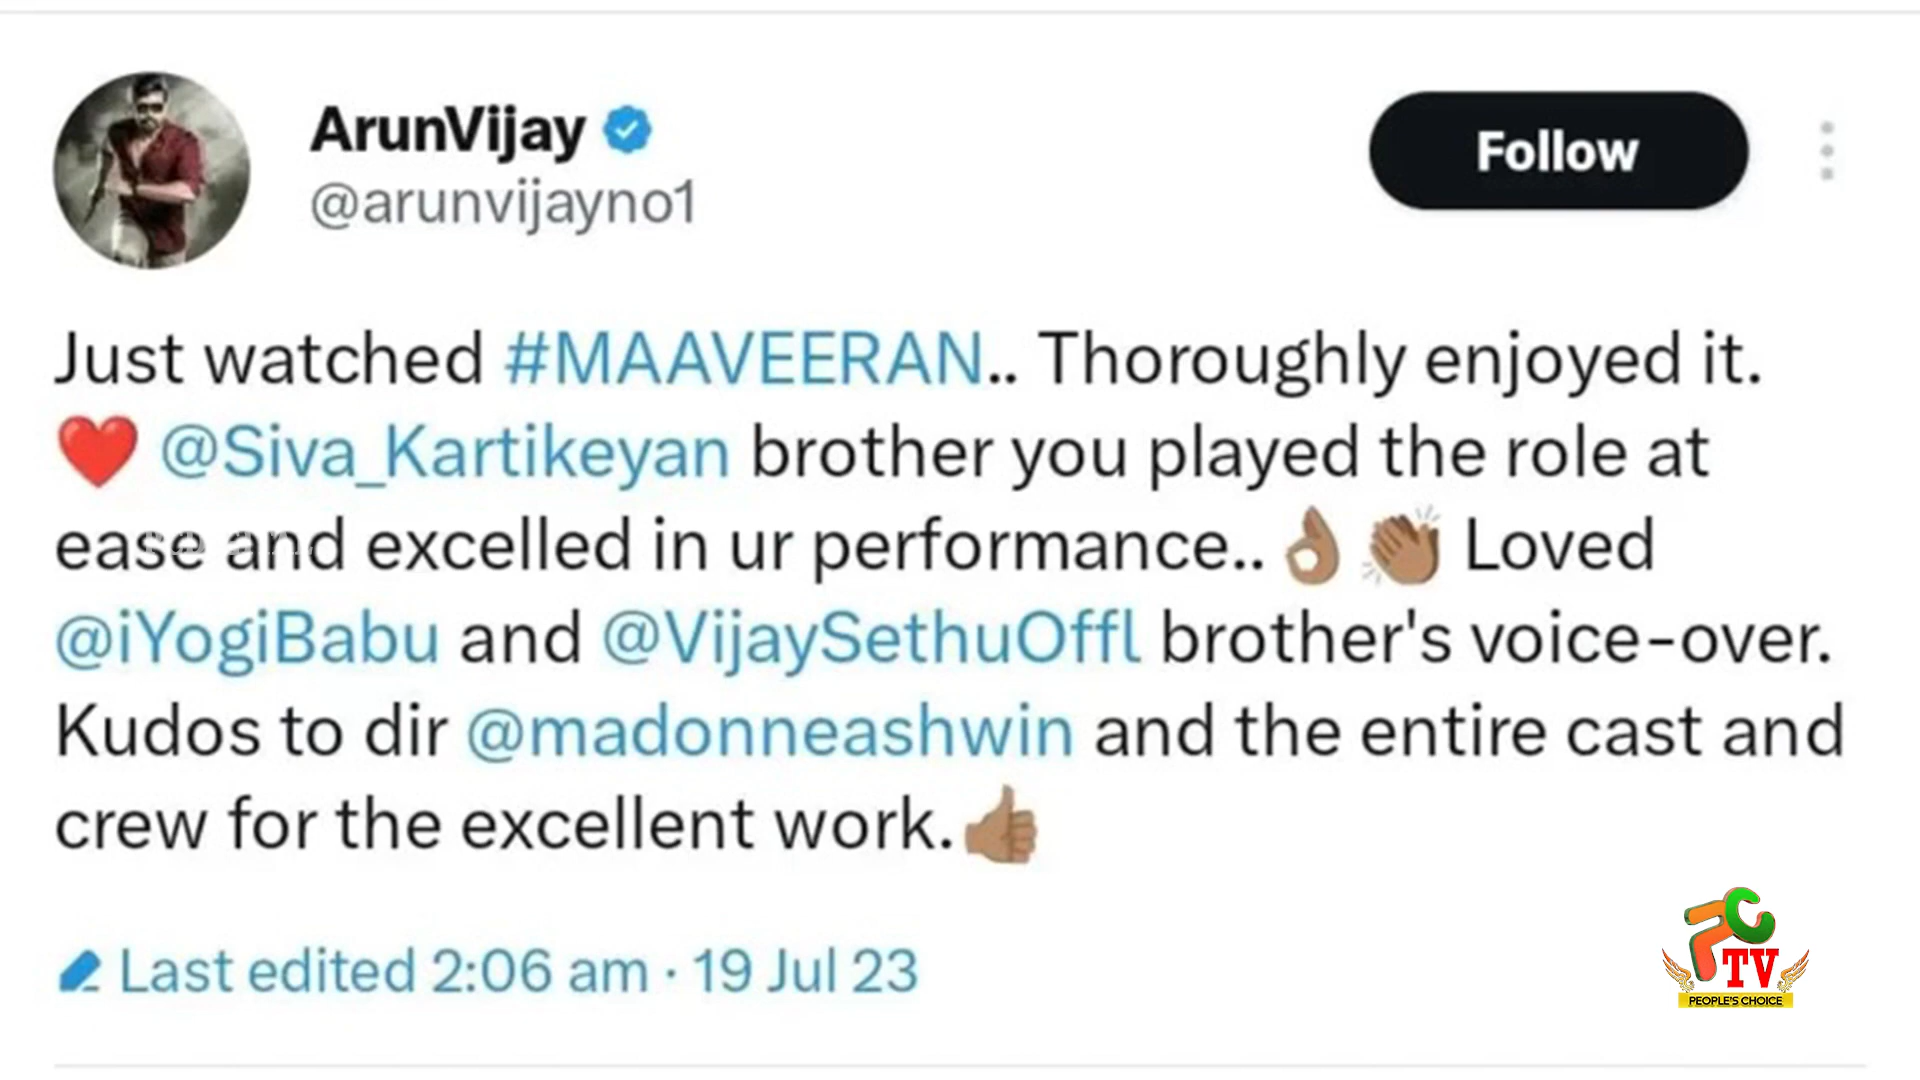 ArunVijay
@arunvijayno1
Follow
Just watched #MAAVEERAN.. Thoroughly enjoyed it.
❤️ @Siva_Kartikeyan brother you played the role at
ease and excelled in ur performance..👌🏽👏🏽 Loved
@iYogiBabu and @VijaySethuOffl brother's voice-over.
Kudos to dir @madonneashwin and the entire cast and
crew for the excellent work.👍🏽
Last edited 2:06 am · 19 Jul 23
PC
TV
PEOPLE'S CHOICE